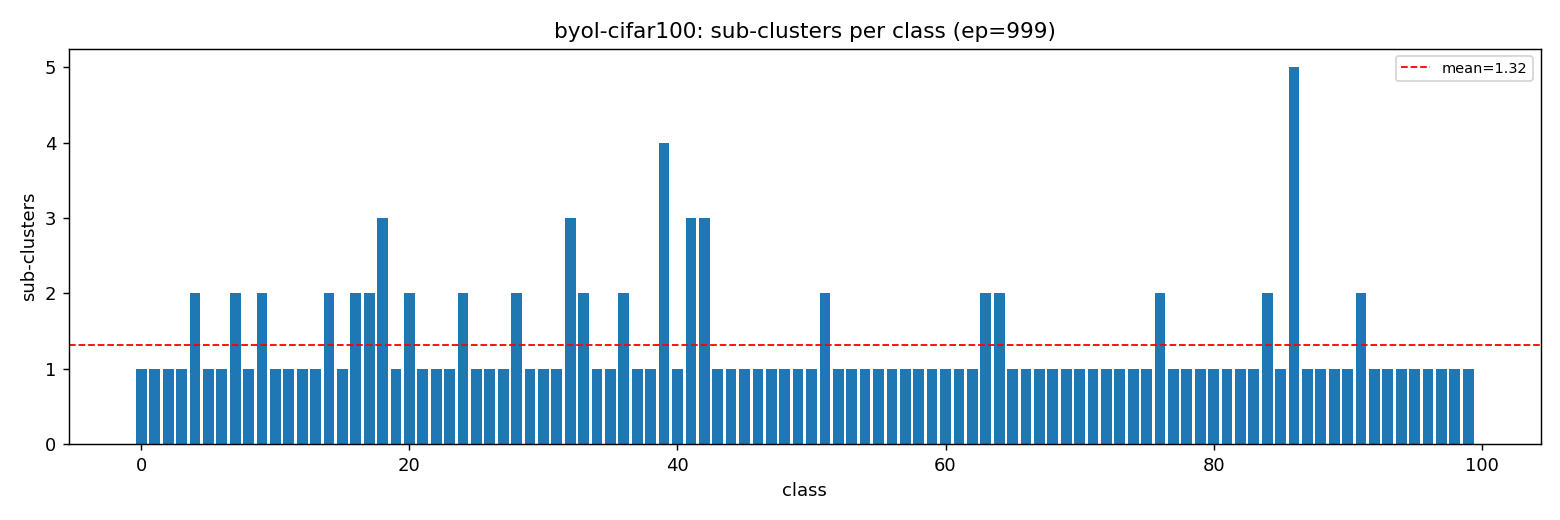 byol-cifar100: sub-clusters per class (ep=999)
mean=1.32
sub-clusters
5
4
3
2
1
0
0 20 40 60 80 100
class